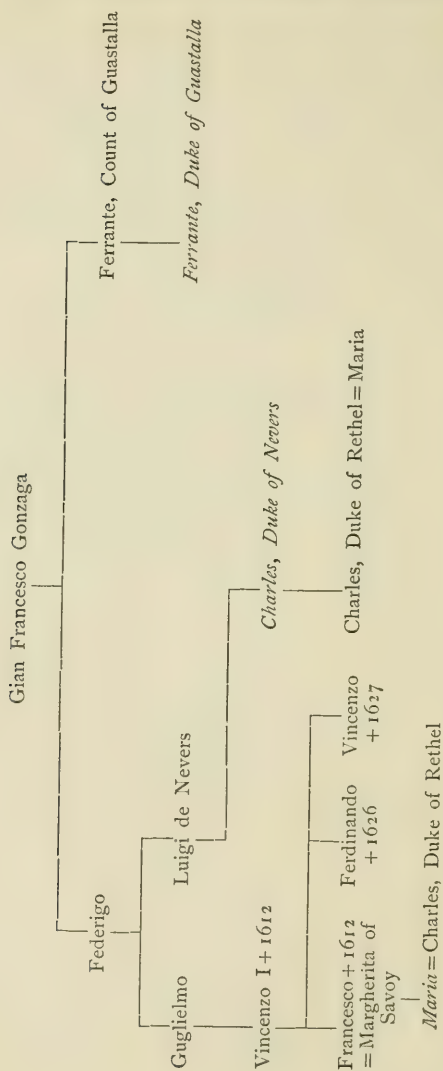 Gian Francesco Gonzaga
Federigo
Ferrante, Count of Guastalla
Guglielmo
Luigi de Nevers
Ferrante, Duke of Guastalla
Vincenzo I + 1612
Charles, Duke of Nevers
Francesco + 1612
= Margherita of
Savoy
Ferdinando
+ 1626
Vincenzo
+ 1627
Charles, Duke of Rethel = Maria
Maria = Charles, Duke of Rethel